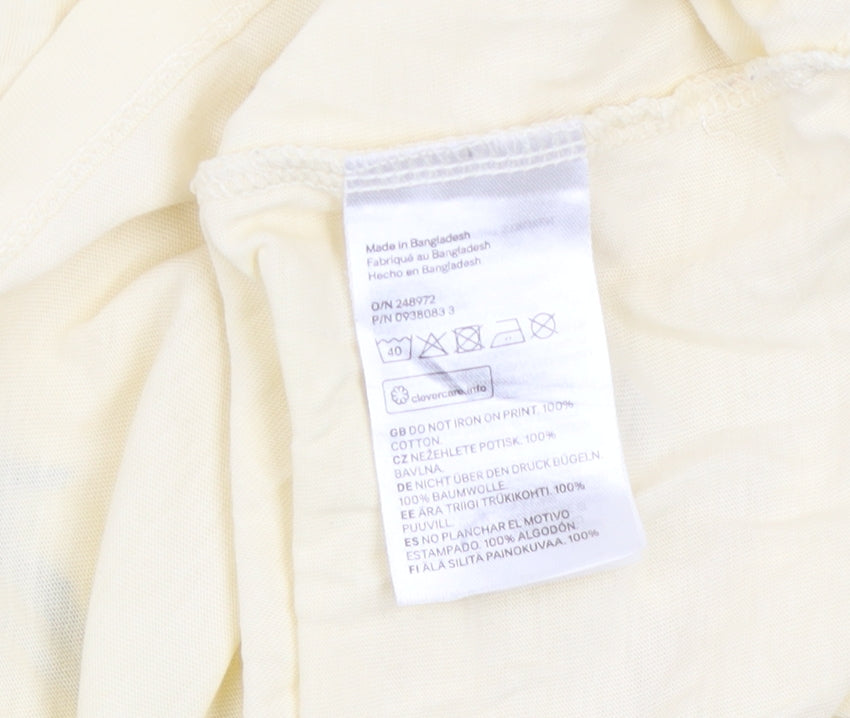 Made in Bangladesh
Fabriqué au Bangladesh
Hecho en Bangladesh
O/N 248972
P/N 0938083 3
40
clevercare.info
GB DO NOT IRON ON PRINT. 100%
COTTON.
CZ NEŽEHLETE POTISK. 100%
BAVLNA.
DE NICHT ÜBER DEN DRUCK BÜGELN.
100% BAUMWOLLE.
EE ÄRA TRIIGI TRÜKIKOHTI. 100%
PUUVILL.
ES NO PLANCHAR EL MOTIVO
ESTAMPADO. 100% ALGODÓN.
FI ÄLÄ SILITÄ PAINOKUVAA. 100%